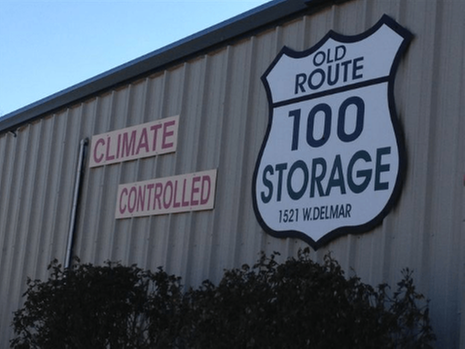 CLIMATE
CONTROLLED
OLD
ROUTE
100
STORAGE
1521 W.DELMAR